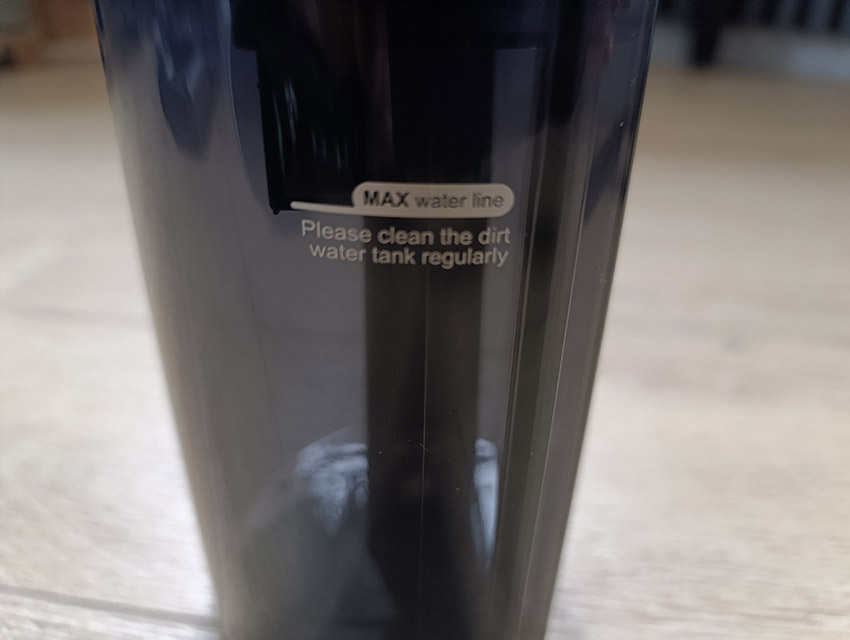 MAX water line
Please clean the dirt
water tank regularly